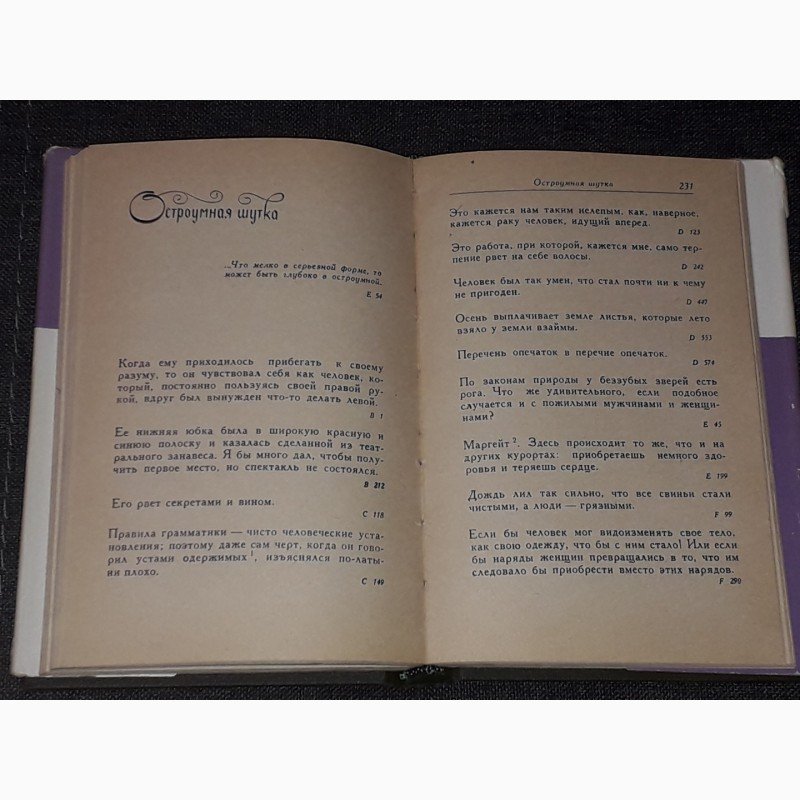 Остроумная шутка
...Что мелко в серьезной форме, то
может быть глубоко в остроумной.
E 54
Когда ему приходилось прибегать к своему
разуму, то он чувствовал себя как человек, ко-
торый, постоянно пользуясь своей правой ру-
кой, вдруг был вынужден что-то делать левой.
B 1
Ее нижняя юбка была в широкую красную и
синюю полоску и казалась сделанной из теат-
рального занавеса. Я бы много дал, чтобы по-
лучить первое место, но спектакль не состоялся.
B 212
Его рвет секретами и вином.
C 118
Правила грамматики — чисто человеческие уста-
новления; поэтому даже сам черт, когда он гово-
рил устами одержимых¹, изъяснялся по-латы-
ни плохо.
C 149
Остроумная шутка 231
Это кажется нам таким нелепым, как, наверное,
кажется раку человек, идущий вперед.
D 123
Это работа, при которой, кажется мне, само тер-
пение рвет на себе волосы.
D 242
Человек был так умен, что стал почти ни к чему
не пригоден.
D 447
Осень выплачивает земле листья, которые лето
взяло у земли взаймы.
D 553
Перечень опечаток в перечне опечаток.
D 574
По законам природы у беззубых зверей есть
рога. Что же удивительного, если подобное
случается и с пожилыми мужчинами и женщи-
нами?
E 45
Маргейт². Здесь происходит то же, что и на
других курортах: приобретаешь немного здо-
ровья и теряешь сердце.
E 199
Дождь лил так сильно, что все свиньи стали
чистыми, а люди — грязными.
F 99
Если бы человек мог видоизменять свое тело,
как свою одежду, что бы с ним стало! Или если
бы наряды женщин превращались в то, что им
следовало бы приобрести вместо этих нарядов.
F 290